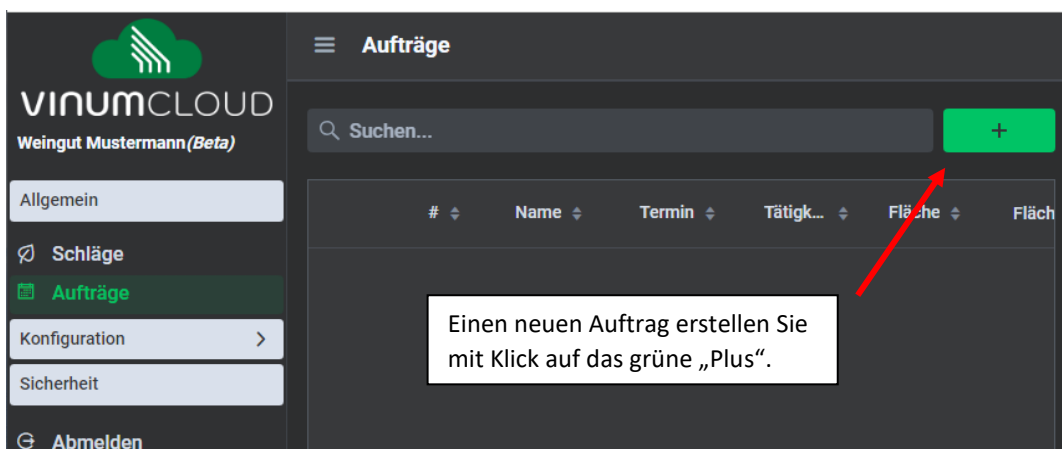 VINUMCLOUD
Weingut Mustermann(Beta)
Allgemein
Schläge
Aufträge
Konfiguration
Sicherheit
Abmelden
Aufträge
Suchen...
+
# Name Termin Tätigk... Fläche Fläch
Einen neuen Auftrag erstellen Sie
mit Klick auf das grüne „Plus“.